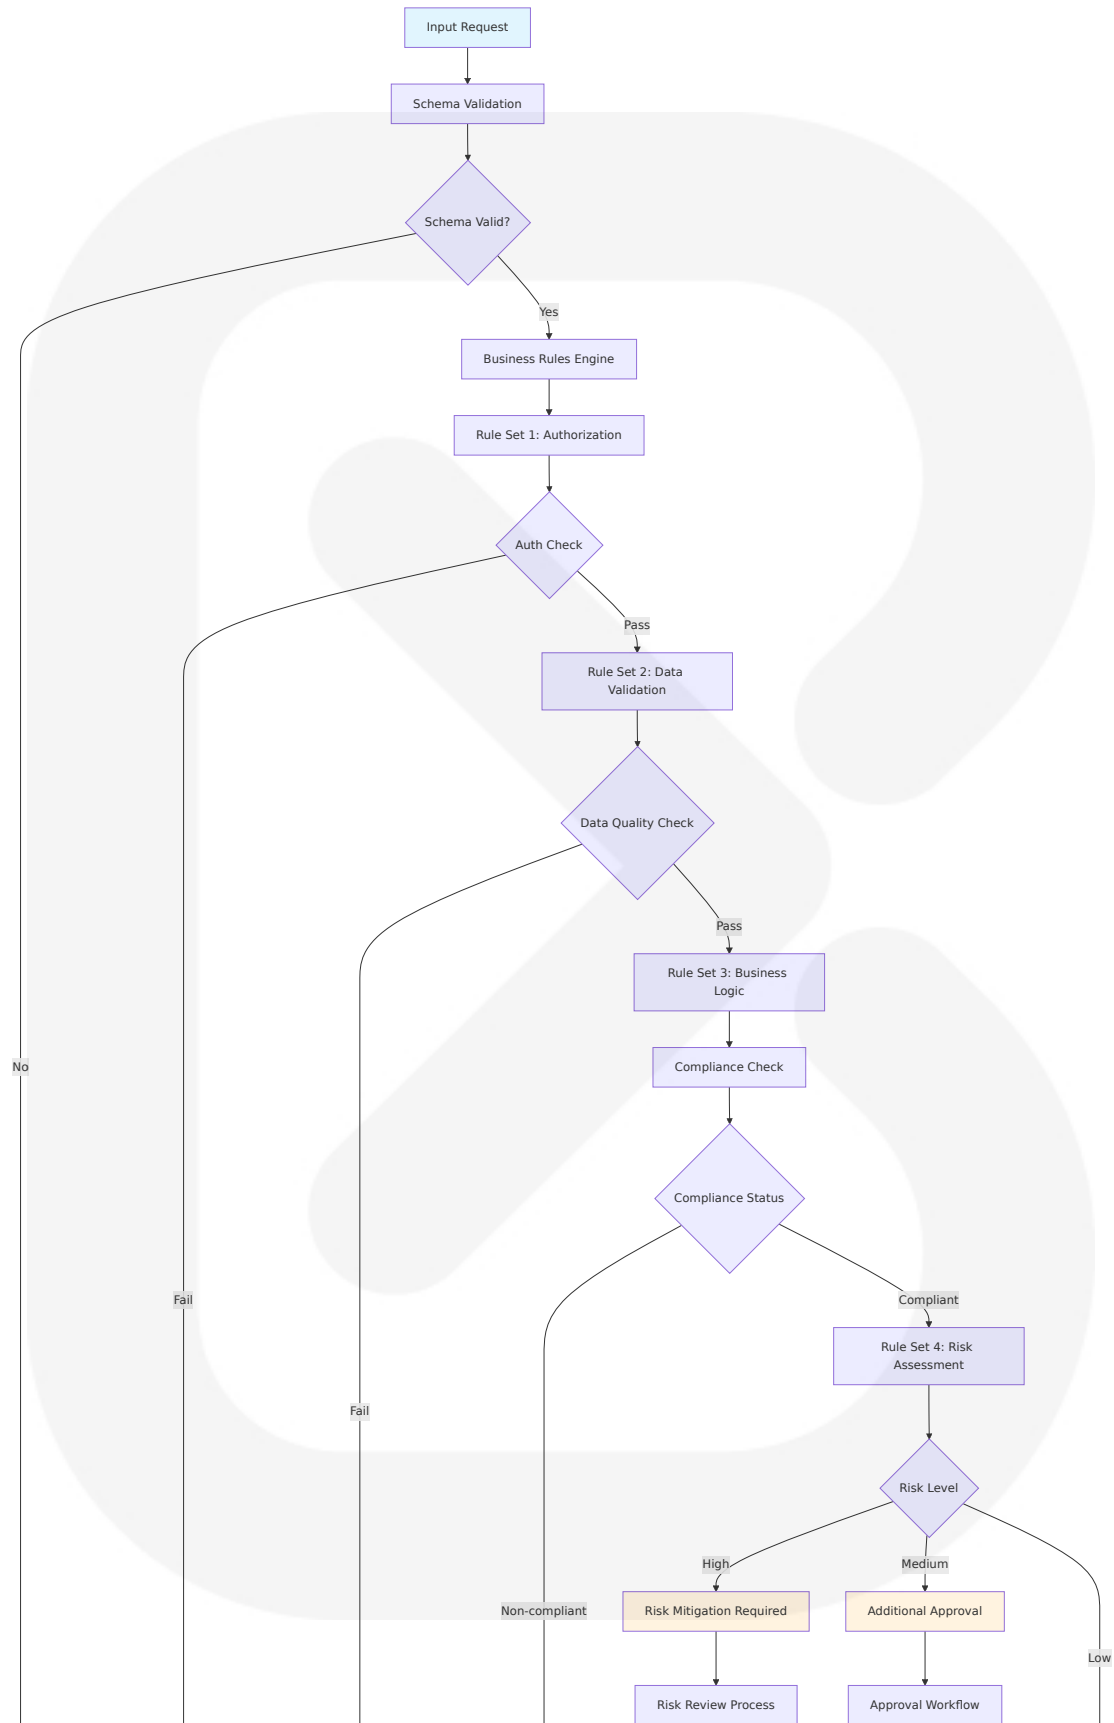 Input Request
Schema Validation
Schema Valid?
Yes
Business Rules Engine
Rule Set 1: Authorization
Auth Check
Pass
Rule Set 2: Data
Validation
Data Quality Check
Pass
Rule Set 3: Business
Logic
No
Compliance Check
Compliance Status
Fail
Compliant
Rule Set 4: Risk
Assessment
Fail
Risk Level
High
Medium
Non-compliant
Risk Mitigation Required
Additional Approval
Low
Risk Review Process
Approval Workflow